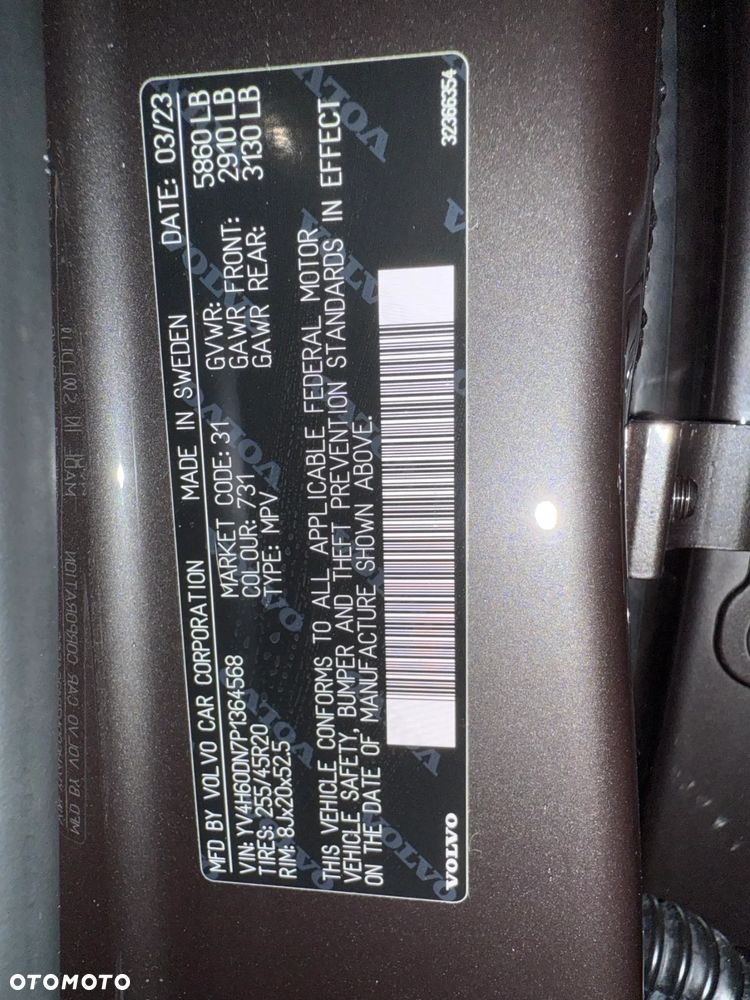 MFD BY VOLVO CAR CORPORATION MADE IN SWEDEN DATE: 03/23
VIN: YV4H60DN7P1364568 MARKET CODE: 31 GVWR: 5860 LB
TIRES: 255/45R20 COLOUR: 731 GAWR FRONT: 2910 LB
RIM: 8Jx20x52.5 TYPE: MPV GAWR REAR: 3130 LB
THIS VEHICLE CONFORMS TO ALL APPLICABLE FEDERAL MOTOR
VEHICLE SAFETY, BUMPER AND THEFT PREVENTION STANDARDS IN EFFECT
ON THE DATE OF MANUFACTURE SHOWN ABOVE.
VOLVO 32366354
OTOMOTO